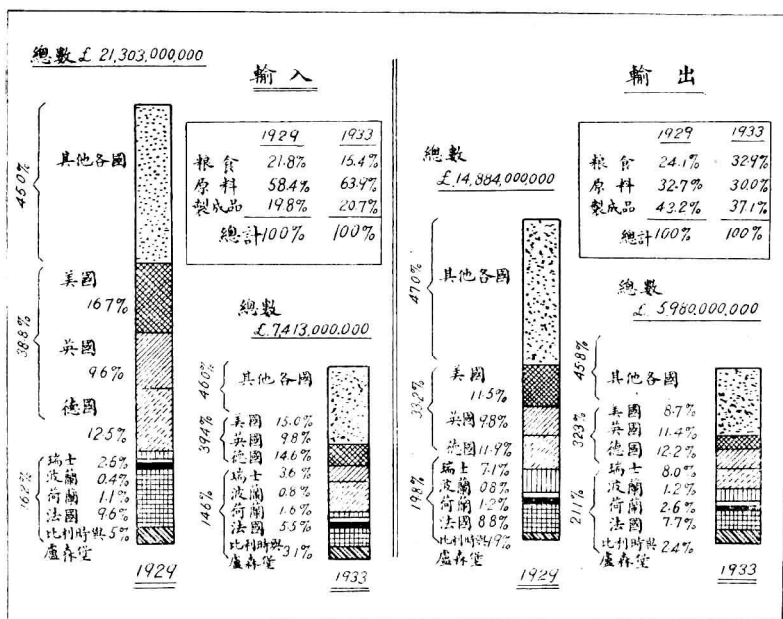 總數 £ 21,303,000,000
輸入
1929 1933
粮食 21.8% 15.4%
原料 58.4% 63.9%
製成品 19.8% 20.7%
總計 100% 100%
45.0%
其他各國
38.8%
美國
16.7%
英國
9.6%
德國
12.5%
瑞士 2.6%
波蘭 0.4%
荷蘭 1.1%
法國 9.6%
比利時與
盧森堡
1929
總數
£.7,413,000,000
46.0%
其他各國
39.4%
美國 15.0%
英國 9.8%
德國 14.6%
14.6%
瑞士 3.6%
波蘭 0.8%
荷蘭 1.6%
法國 5.5%
比利時與 3.1%
盧森堡
1933
輸出
1929 1933
粮食 24.1% 32.9%
原料 32.7% 30.0%
製成品 43.2% 37.1%
總計 100% 100%
總數
£.14,884,000,000
47.0%
其他各國
33.2%
美國
11.5%
英國 9.8%
德國 11.9%
19.8%
瑞士 7.1%
波蘭 0.8%
荷蘭 1.2%
法國 8.8%
比利時與 1.9%
盧森堡
1929
總數
£. 5,980,000,000
45.8%
其他各國
32.3%
美國 8.7%
英國 11.4%
德國 12.2%
21.1%
瑞士 8.0%
波蘭 1.2%
荷蘭 2.6%
法國 7.7%
比利時與 2.4%
盧森堡
1933